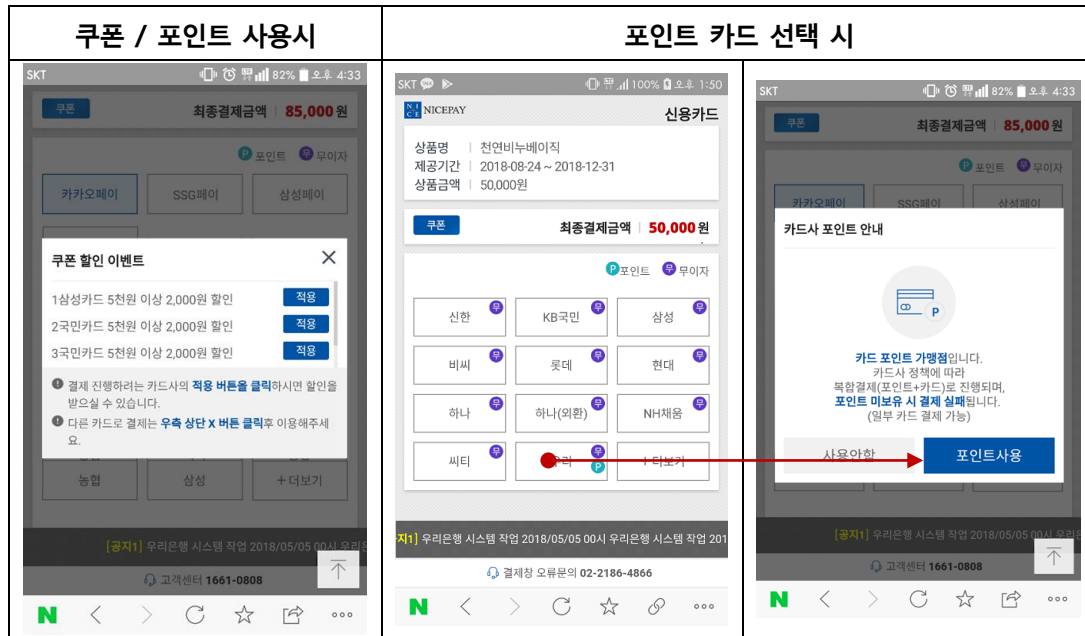 쿠폰 / 포인트 사용시
포인트 카드 선택 시
SKT
82% 오후 4:33
쿠폰
최종결제금액 | 85,000원
P 포인트 무 무이자
카카오페이
SSG페이
삼성페이
쿠폰 할인 이벤트
1삼성카드 5천원 이상 2,000원 할인 적용
2국민카드 5천원 이상 2,000원 할인 적용
3국민카드 5천원 이상 2,000원 할인 적용
결제 진행하려는 카드사의 적용 버튼을 클릭하시면 할인을
받으실 수 있습니다.
다른 카드로 결제는 우측 상단 X 버튼 클릭후 이용해주세
요.
농협
삼성
+더보기
[공지1] 우리은행 시스템 작업 2018/05/05 00시 우리은
고객센터 1661-0808
N
SKT
100% 오후 1:50
NICE NICEPAY
신용카드
상품명 | 천연비누베이직
제공기간 | 2018-08-24 ~ 2018-12-31
상품금액 | 50,000원
쿠폰
최종결제금액 | 50,000원
P 포인트 무 무이자
신한 무
KB국민 무
삼성 무
비씨 무
롯데 무
현대 무
하나 무
하나(외환) 무
NH채움 무
씨티 무
우리 무 P
+더보기
지1] 우리은행 시스템 작업 2018/05/05 00시 우리은행 시스템 작업 201
결제창 오류문의 02-2186-4866
N
SKT
82% 오후 4:33
쿠폰
최종결제금액 | 85,000원
P 포인트 무 무이자
카카오페이
SSG페이
삼성페이
카드사 포인트 안내
P
카드 포인트 가맹점입니다.
카드사 정책에 따라
복합결제(포인트+카드)로 진행되며,
포인트 미보유 시 결제 실패됩니다.
(일부 카드 결제 가능)
사용안함
포인트사용
[공지1] 우리은행 시스템 작업 2018/05/05 00시 우리은
고객센터 1661-0808
N